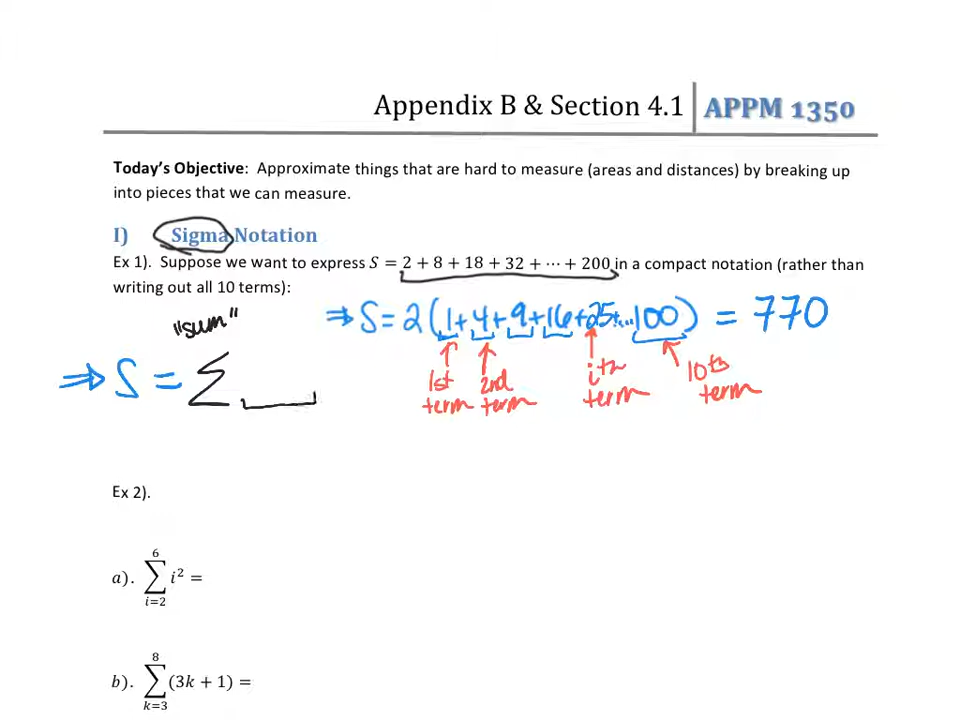 Appendix B & Section 4.1 APPM 1350
Today's Objective: Approximate things that are hard to measure (areas and distances) by breaking up
into pieces that we can measure.
I) Sigma Notation
Ex 1). Suppose we want to express S = 2 + 8 + 18 + 32 + ⋯ + 200 in a compact notation (rather than
writing out all 10 terms):
⇒ S = 2 (1 + 4 + 9 + 16 + 25 + ... 100) = 770
"sum"
⇒ S = ∑
1st term 2nd term ith term 10th term
Ex 2).
a). ∑_{i=2}^{6} i² =
b). ∑_{k=3}^{8} (3k + 1) =